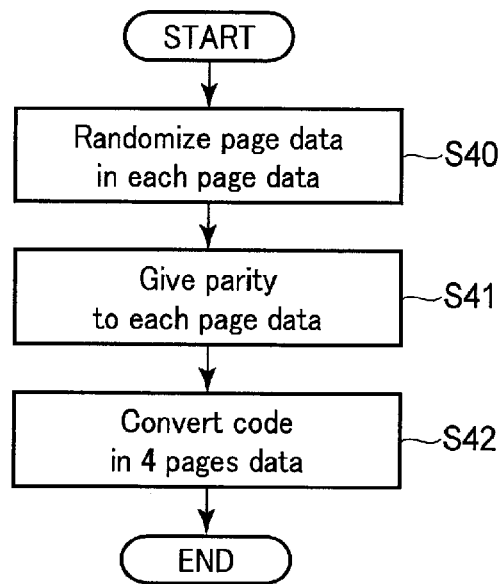 START
Randomize page data
in each page data
S40
Give parity
to each page data
S41
Convert code
in 4 pages data
S42
END